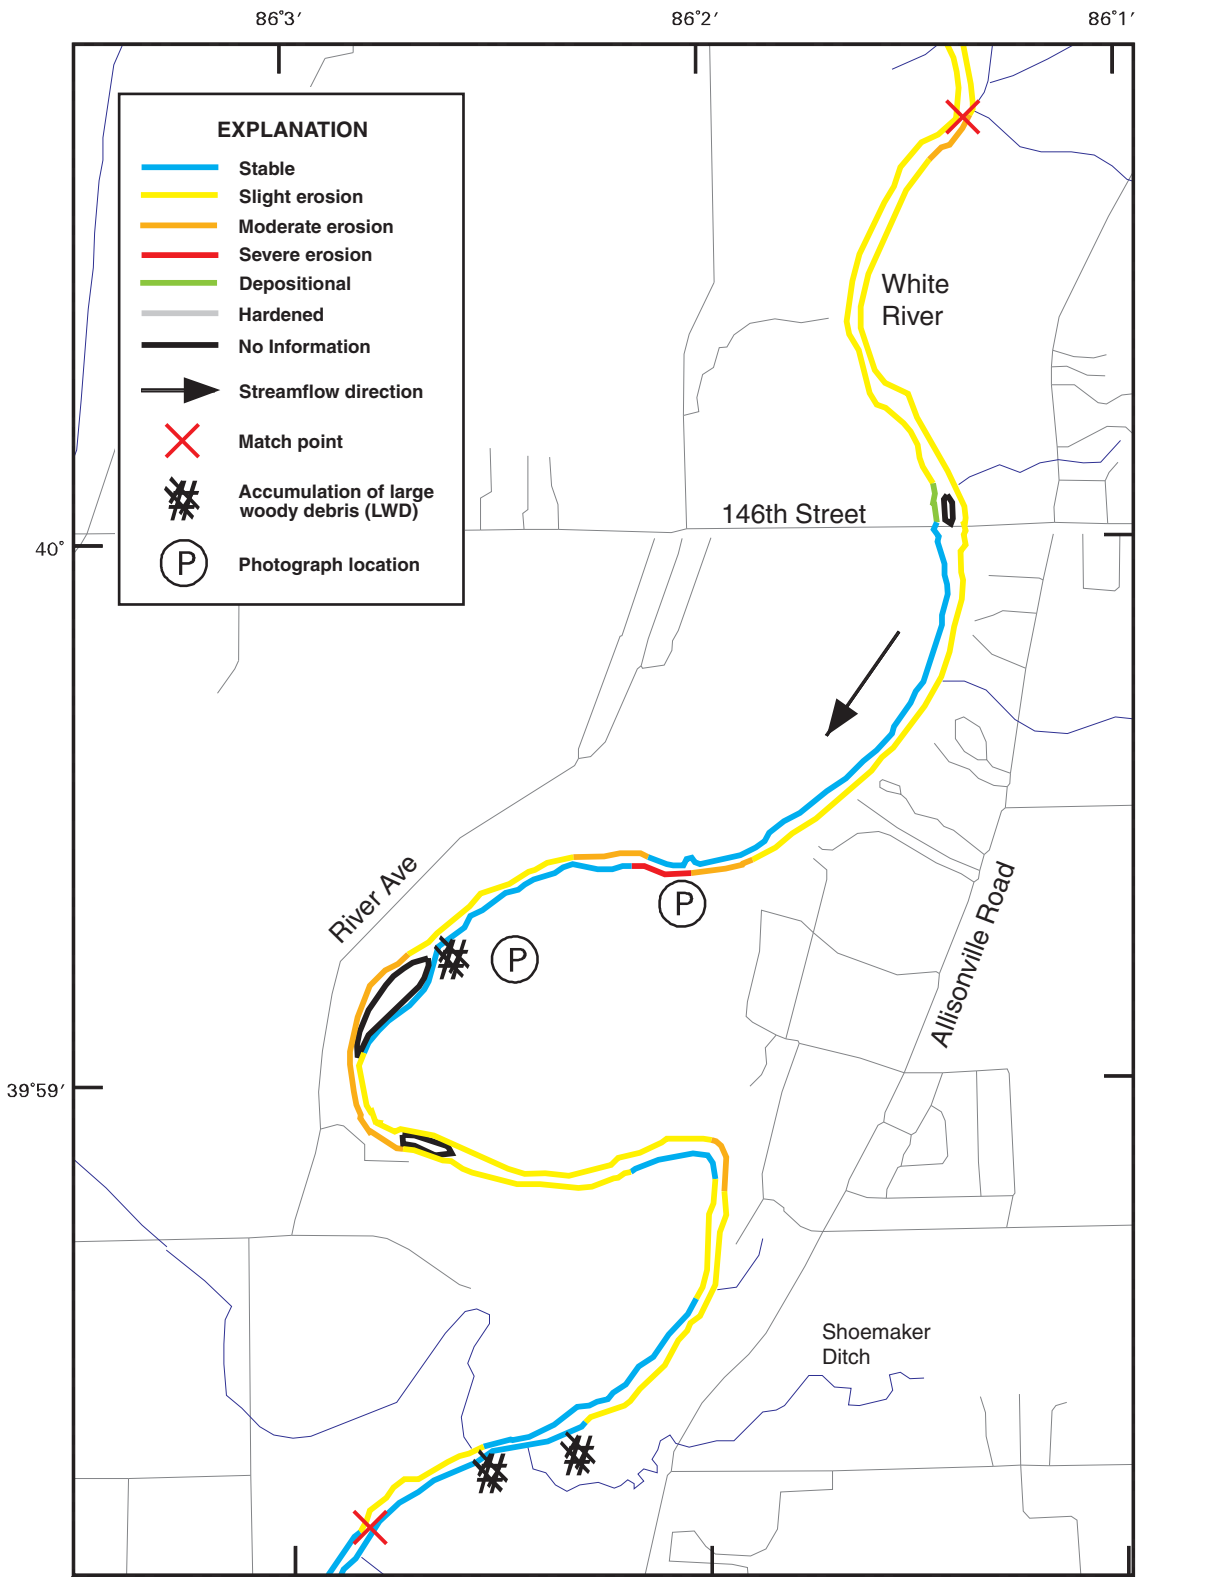 86°3′
86°2′
86°1′
EXPLANATION
Stable
Slight erosion
Moderate erosion
Severe erosion
Depositional
Hardened
No Information
Streamflow direction
Match point
Accumulation of large
woody debris (LWD)
P
Photograph location
White
River
146th Street
40°
River Ave
P
P
Allisonville Road
39°59′
Shoemaker
Ditch